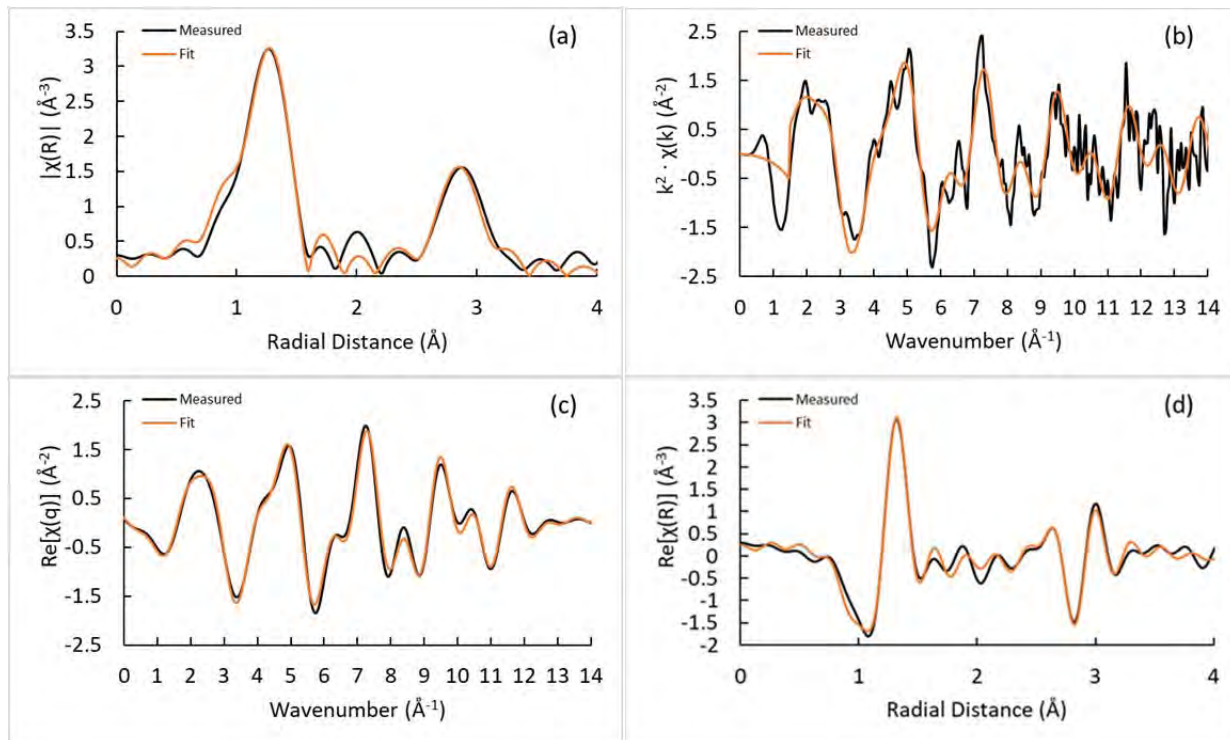 (a)
Measured
Fit
|χ(R)| (Å⁻³)
3.5
3
2.5
2
1.5
1
0.5
0
0 1 2 3 4
Radial Distance (Å)
(b)
Measured
Fit
k² · χ(k) (Å⁻²)
2.5
1.5
0.5
-0.5
-1.5
-2.5
0 1 2 3 4 5 6 7 8 9 10 11 12 13 14
Wavenumber (Å⁻¹)
(c)
Measured
Fit
Re[χ(q)] (Å⁻²)
2.5
1.5
0.5
-0.5
-1.5
-2.5
0 1 2 3 4 5 6 7 8 9 10 11 12 13 14
Wavenumber (Å⁻¹)
(d)
Measured
Fit
Re[χ(R)] (Å⁻³)
3.5
3
2.5
2
1.5
1
0.5
0
-0.5
-1
-1.5
-2
0 1 2 3 4
Radial Distance (Å)